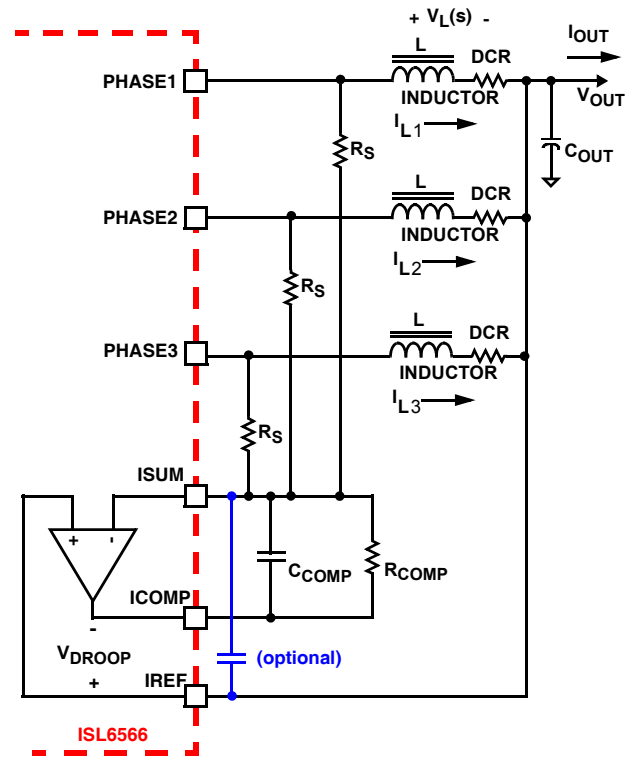 + VL(s) -
IOUT
L
DCR
PHASE1
VOUT
INDUCTOR
IL1
COUT
RS
L
DCR
PHASE2
INDUCTOR
IL2
RS
L
DCR
PHASE3
INDUCTOR
IL3
RS
ISUM
+ -
CCOMP
RCOMP
ICOMP
-
VDROOP
(optional)
+
IREF
ISL6566